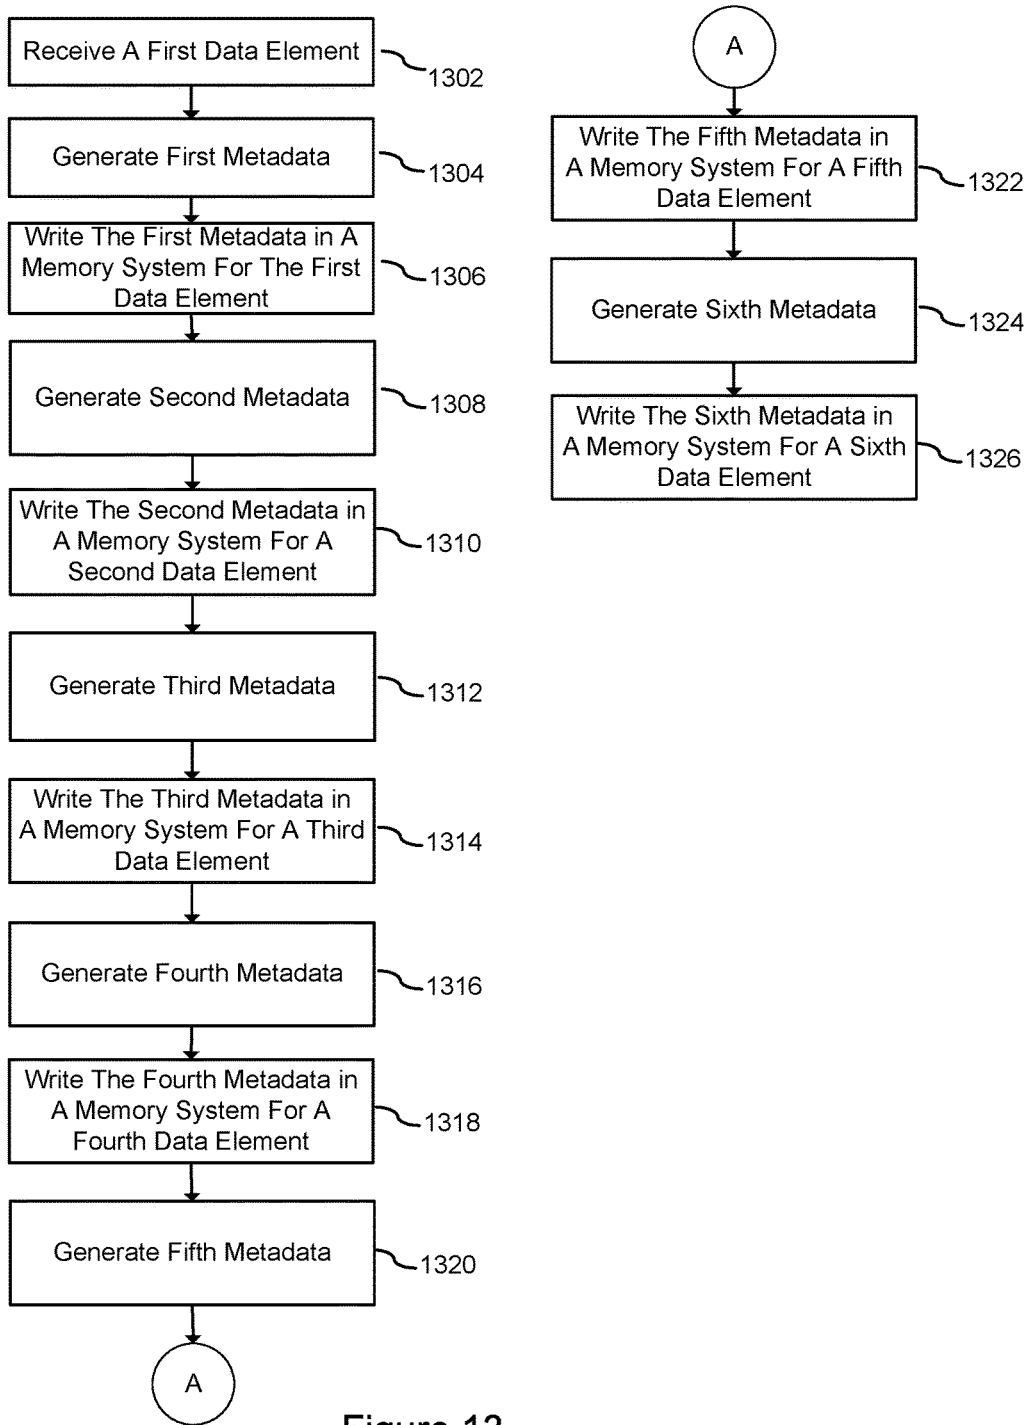 Receive A First Data Element
1302
Generate First Metadata
1304
Write The First Metadata in A
Memory System For The First
Data Element
1306
Generate Second Metadata
1308
Write The Second Metadata in
A Memory System For A
Second Data Element
1310
Generate Third Metadata
1312
Write The Third Metadata in
A Memory System For A Third
Data Element
1314
Generate Fourth Metadata
1316
Write The Fourth Metadata in
A Memory System For A
Fourth Data Element
1318
Generate Fifth Metadata
1320
A
A
Write The Fifth Metadata in
A Memory System For A Fifth
Data Element
1322
Generate Sixth Metadata
1324
Write The Sixth Metadata in
A Memory System For A Sixth
Data Element
1326
Figure